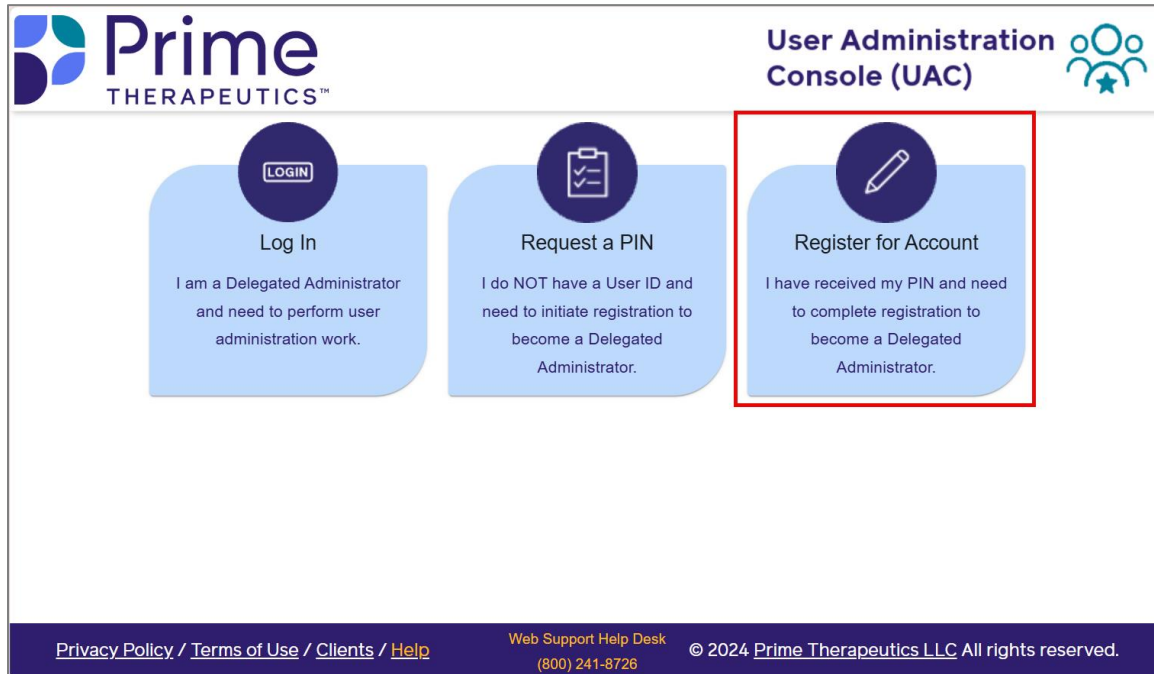 Prime
THERAPEUTICS™
User Administration
Console (UAC)
LOGIN
Log In
I am a Delegated Administrator
and need to perform user
administration work.
Request a PIN
I do NOT have a User ID and
need to initiate registration to
become a Delegated
Administrator.
Register for Account
I have received my PIN and need
to complete registration to
become a Delegated
Administrator.
Privacy Policy / Terms of Use / Clients / Help
Web Support Help Desk
(800) 241-8726
© 2024 Prime Therapeutics LLC All rights reserved.